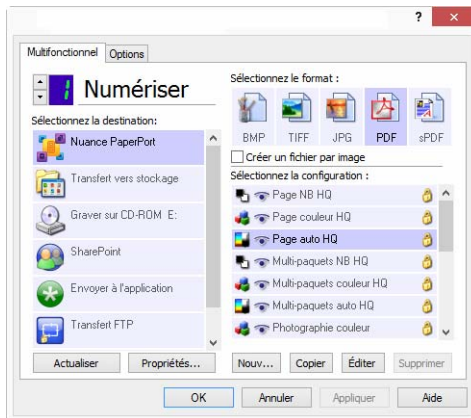 ?
Multifonctionnel
Options
1 Numériser
Sélectionnez la destination:
Nuance PaperPort
Transfert vers stockage
Graver sur CD-ROM E:
SharePoint
Envoyer à l'application
Transfert FTP
Actualiser
Propriétés...
Sélectionnez le format :
BMP
TIFF
JPG
PDF
sPDF
Créer un fichier par image
Sélectionnez la configuration :
Page NB HQ
Page couleur HQ
Page auto HQ
Multi-paquets NB HQ
Multi-paquets couleur HQ
Multi-paquets auto HQ
Photographie couleur
Nouv...
Copier
Éditer
Supprimer
OK
Annuler
Appliquer
Aide